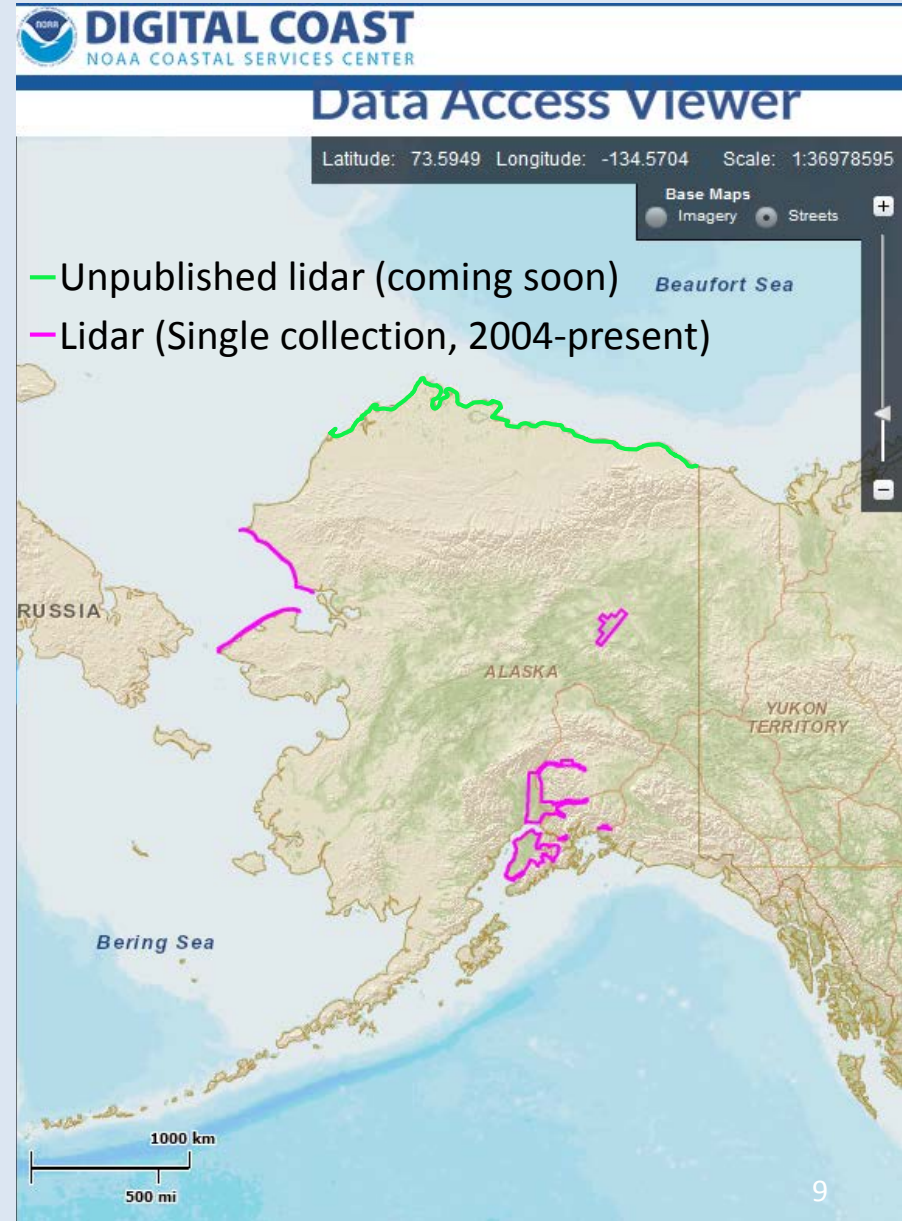 NOAA
DIGITAL COAST
NOAA COASTAL SERVICES CENTER
Data Access Viewer
Latitude: 73.5949 Longitude: -134.5704 Scale: 1:36978595
Base Maps
Imagery Streets
+
Unpublished lidar (coming soon)
Beaufort Sea
Lidar (Single collection, 2004-present)
−
RUSSIA
ALASKA
YUKON
TERRITORY
Bering Sea
1000 km
500 mi
9